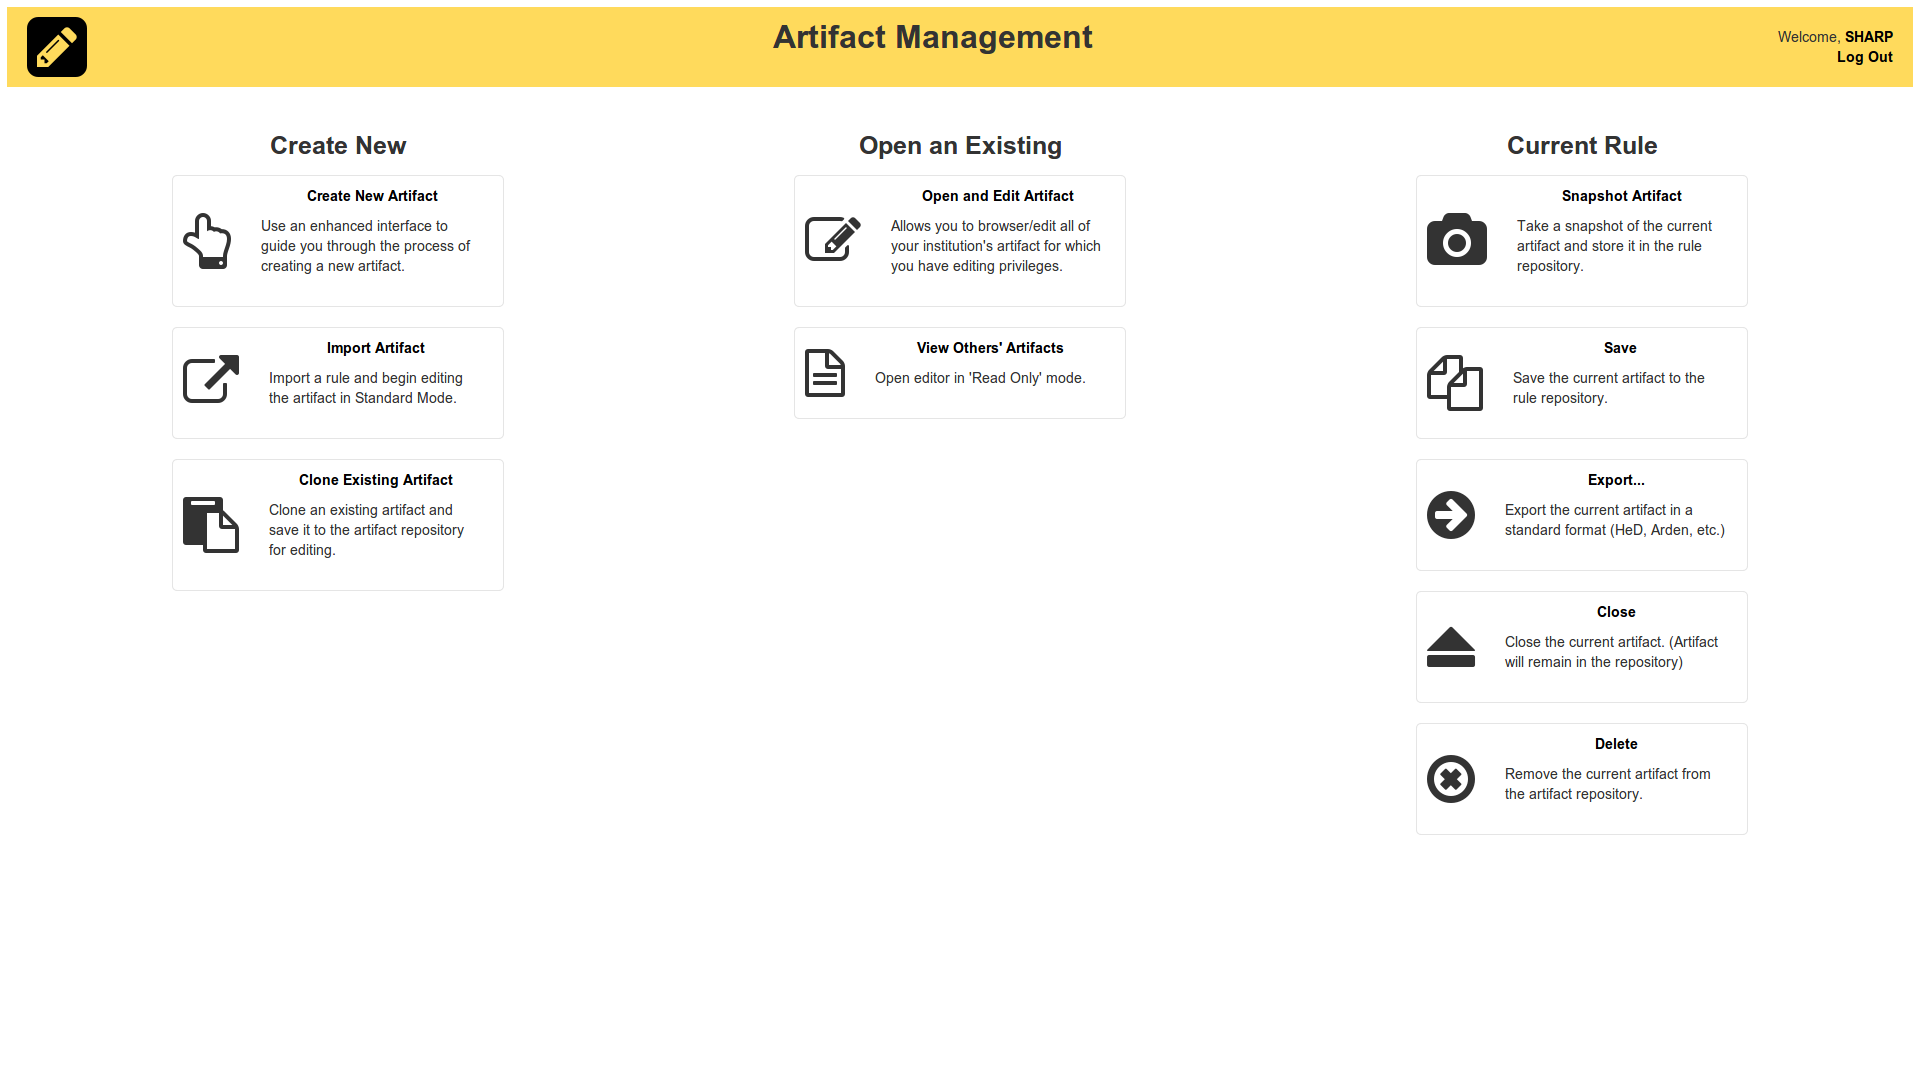 Artifact Management
Welcome, SHARP
Log Out
Create New
Create New Artifact
Use an enhanced interface to
guide you through the process of
creating a new artifact.
Import Artifact
Import a rule and begin editing
the artifact in Standard Mode.
Clone Existing Artifact
Clone an existing artifact and
save it to the artifact repository
for editing.
Open an Existing
Open and Edit Artifact
Allows you to browser/edit all of
your institution's artifact for which
you have editing privileges.
View Others' Artifacts
Open editor in 'Read Only' mode.
Current Rule
Snapshot Artifact
Take a snapshot of the current
artifact and store it in the rule
repository.
Save
Save the current artifact to the
rule repository.
Export...
Export the current artifact in a
standard format (HeD, Arden, etc.)
Close
Close the current artifact. (Artifact
will remain in the repository)
Delete
Remove the current artifact from
the artifact repository.